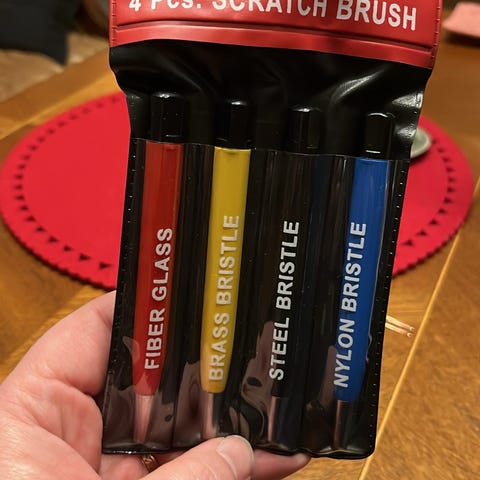 4 Pcs. SCRATCH BRUSH
FIBER GLASS
BRASS BRISTLE
STEEL BRISTLE
NYLON BRISTLE